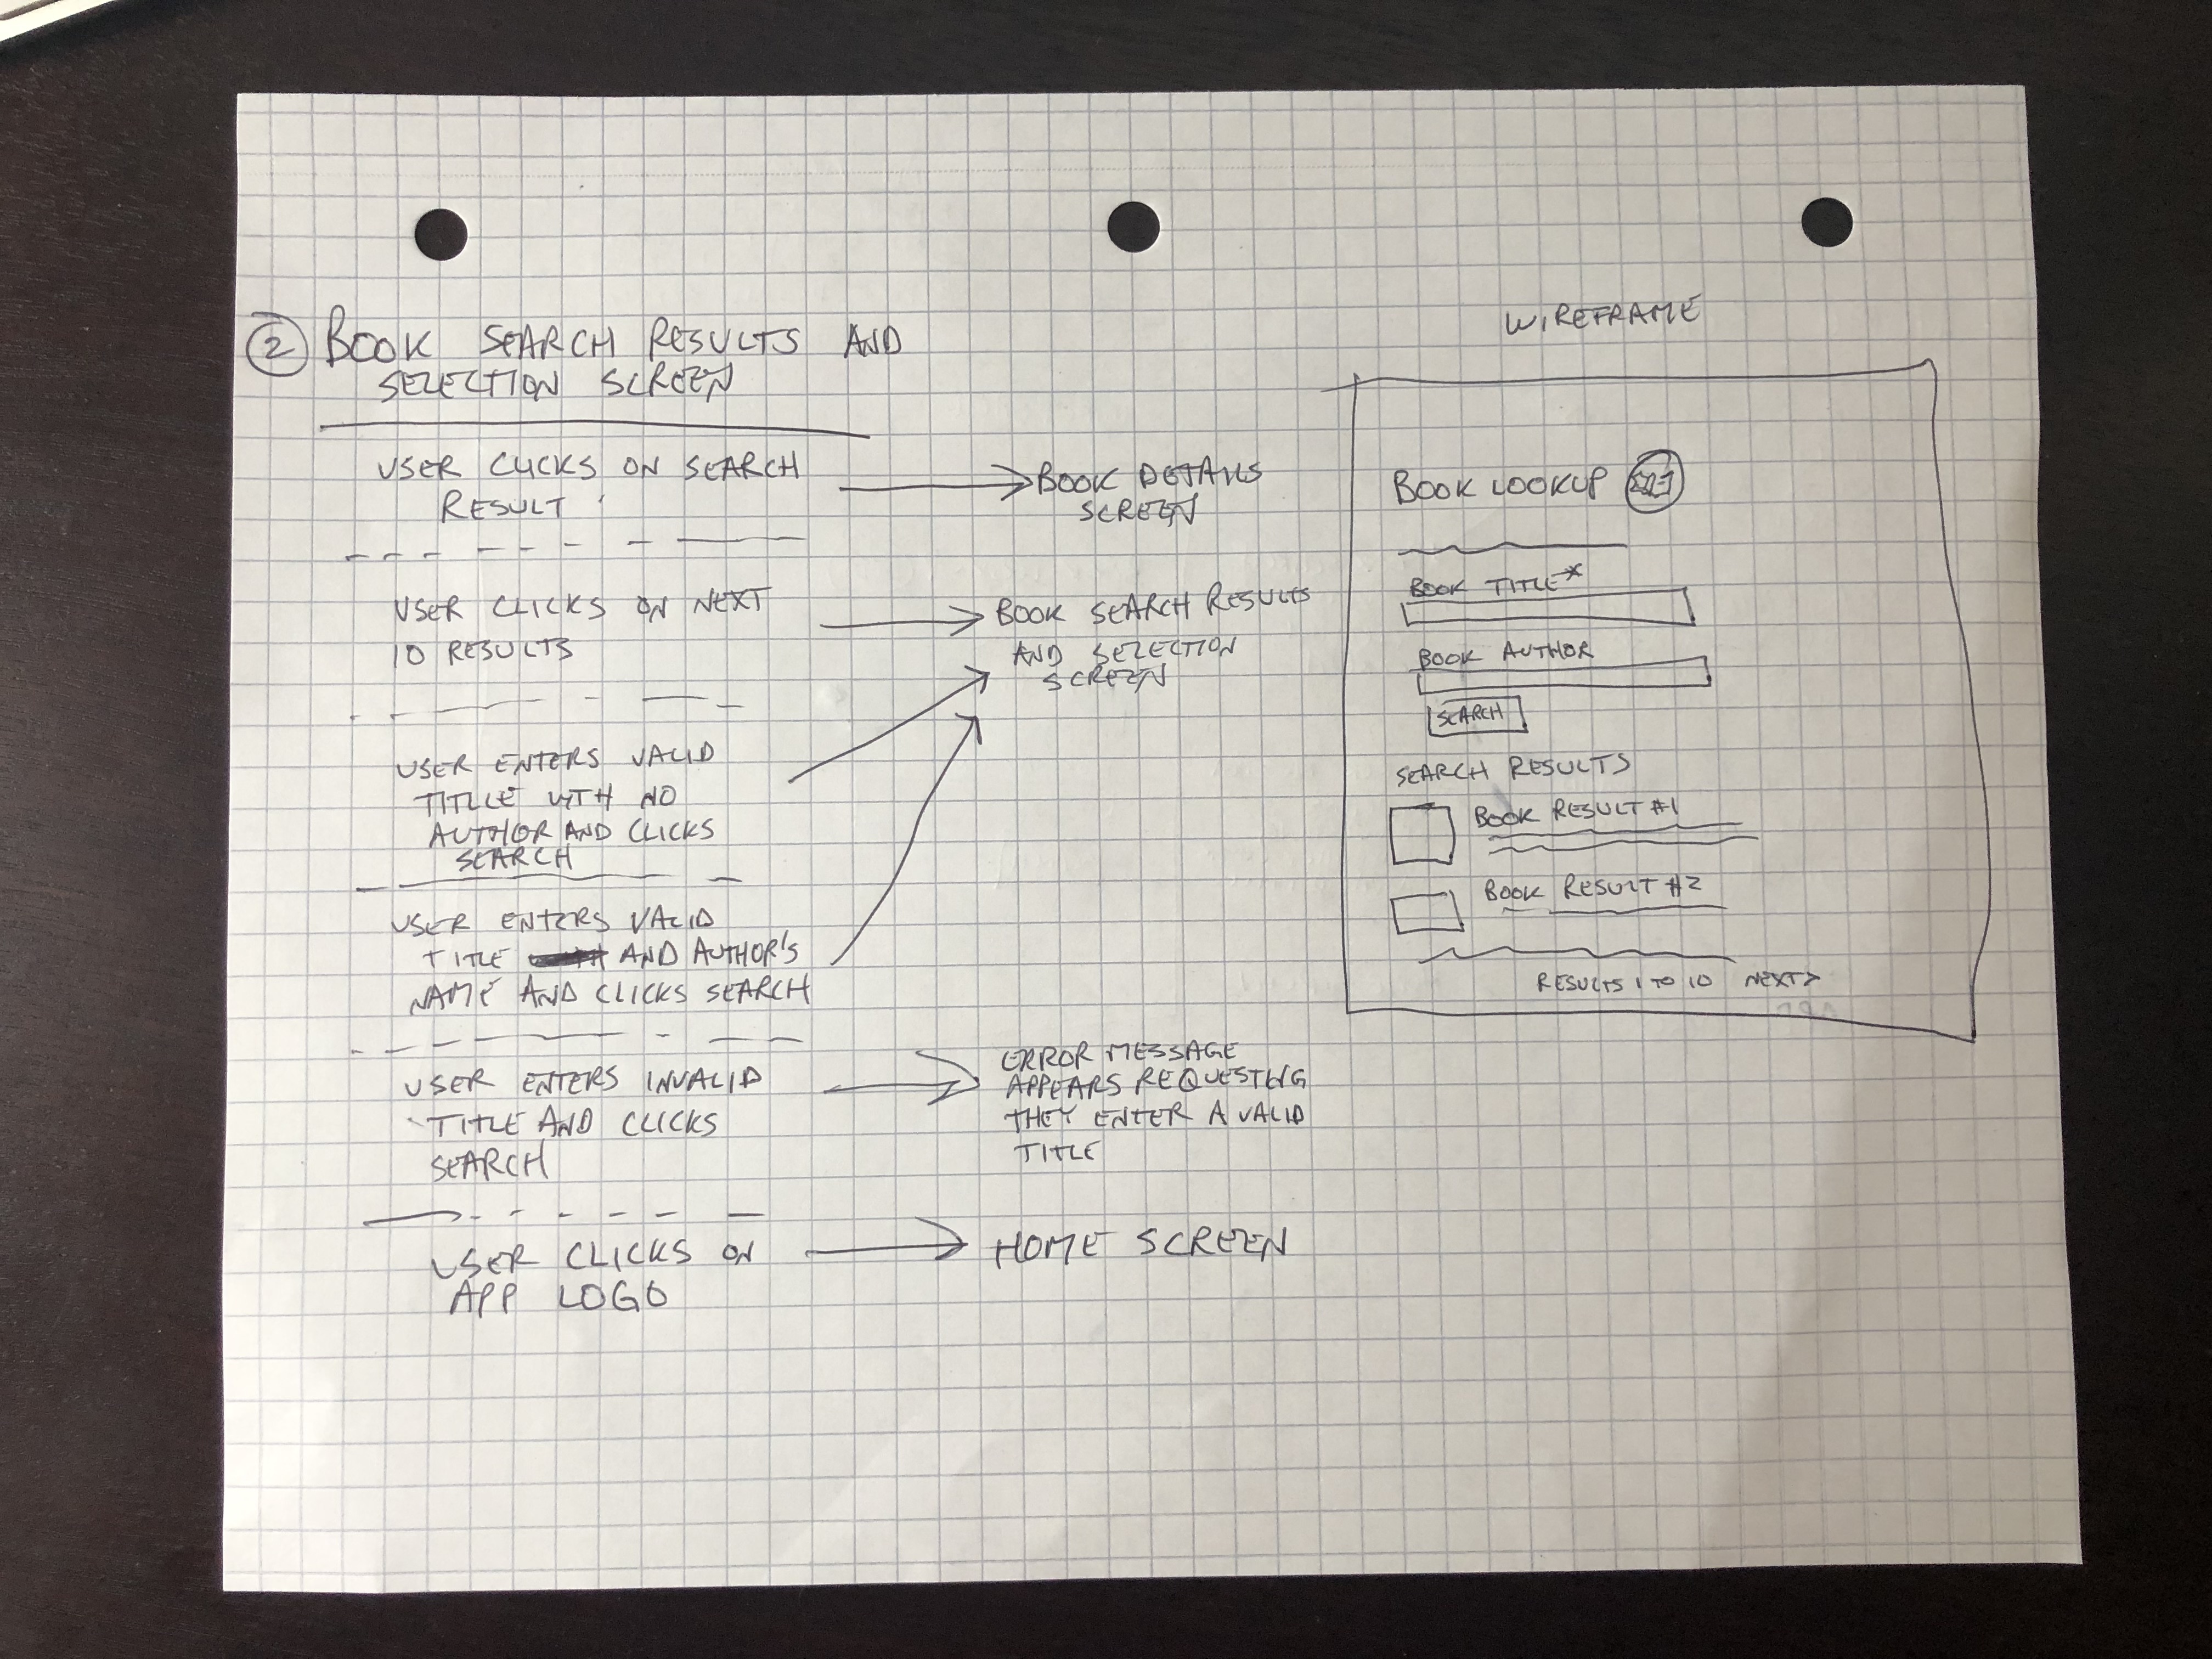 2 BOOK SEARCH RESULTS AND
SELECTION SCREEN
USER CLICKS ON SEARCH
RESULT
BOOK DETAILS
SCREEN
USER CLICKS ON NEXT
10 RESULTS
BOOK SEARCH RESULTS
AND SELECTION
SCREEN
USER ENTERS VALID
TITLLE WITH NO
AUTHOR AND CLICKS
SEARCH
USER ENTERS VALID
TITLE AND AUTHOR'S
NAME AND CLICKS SEARCH
USER ENTERS INVALID
TITLE AND CLICKS
SEARCH
ERROR MESSAGE
APPEARS REQUESTING
THEY ENTER A VALID
TITLE
USER CLICKS ON
APP LOGO
HOME SCREEN
WIREFRAME
BOOK LOOKUP
BOOK TITLE*
BOOK AUTHOR
SEARCH
SEARCH RESULTS
BOOK RESULT #1
BOOK RESULT #2
RESULTS 1 TO 10 NEXT>